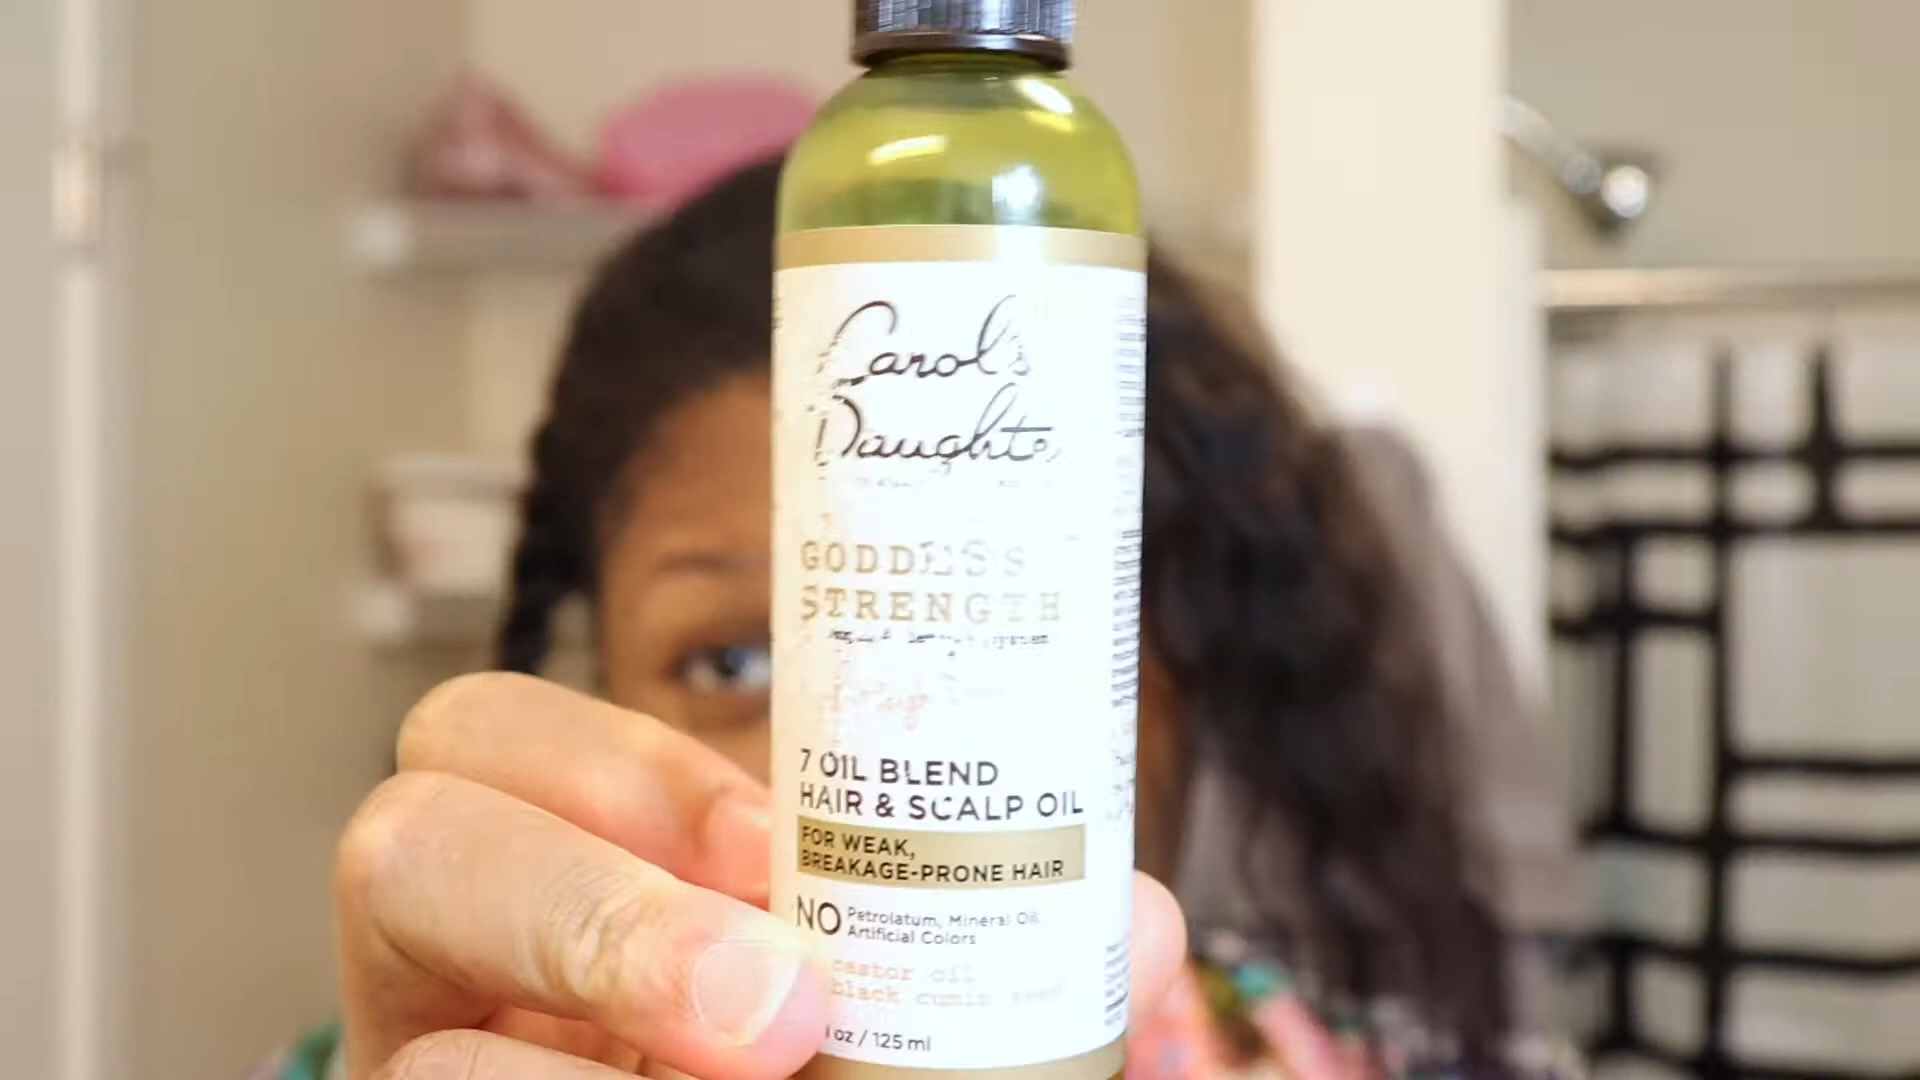 Carol's
Daughter
GODDESS
STRENGTH
7 OIL BLEND
HAIR & SCALP OIL
FOR WEAK,
BREAKAGE-PRONE HAIR
NO Petrolatum, Mineral Oil
Artificial Colors
castor oil
black cumin seed
oz / 125 ml